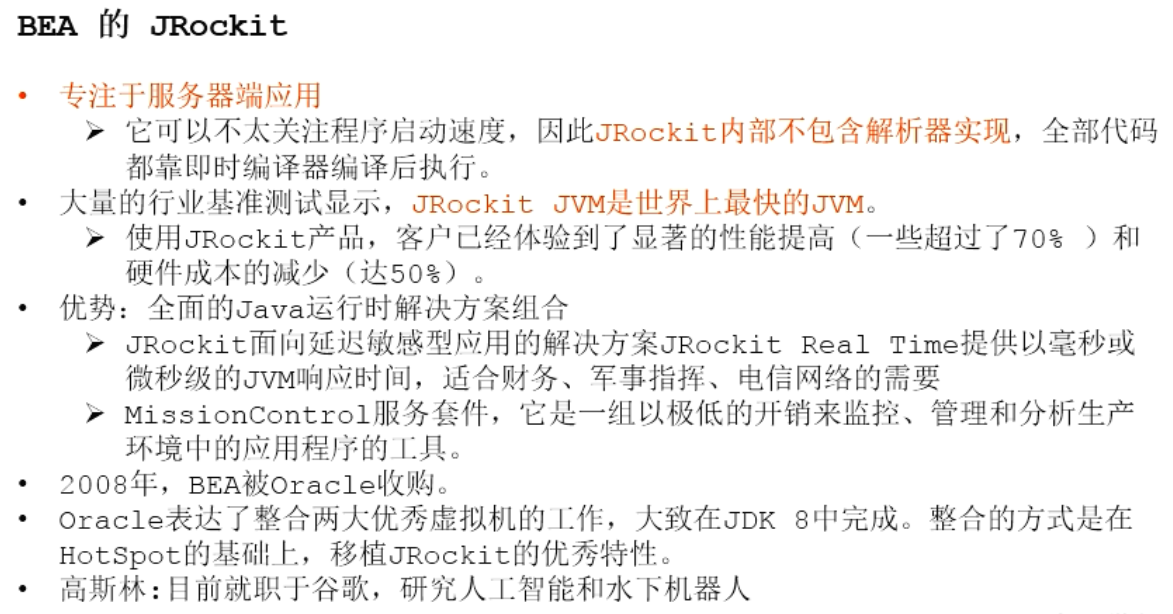 BEA 的 JRockit
• 专注于服务器端应用
➢ 它可以不太关注程序启动速度，因此JRockit内部不包含解析器实现，全部代码
都靠即时编译器编译后执行。
• 大量的行业基准测试显示，JRockit JVM是世界上最快的JVM。
➢ 使用JRockit产品，客户已经体验到了显著的性能提高（一些超过了70% ）和
硬件成本的减少（达50%）。
• 优势：全面的Java运行时解决方案组合
➢ JRockit面向延迟敏感型应用的解决方案JRockit Real Time提供以毫秒或
微秒级的JVM响应时间，适合财务、军事指挥、电信网络的需要
➢ MissionControl服务套件，它是一组以极低的开销来监控、管理和分析生产
环境中的应用程序的工具。
• 2008年，BEA被Oracle收购。
• Oracle表达了整合两大优秀虚拟机的工作，大致在JDK 8中完成。整合的方式是在
HotSpot的基础上，移植JRockit的优秀特性。
• 高斯林:目前就职于谷歌，研究人工智能和水下机器人